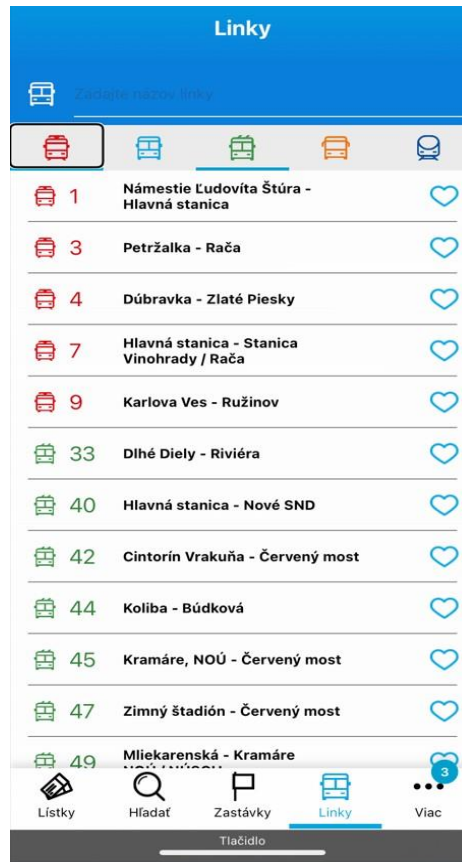 Linky
Zadajte názov linky
1 Námestie Ľudovíta Štúra -
Hlavná stanica
3 Petržalka - Rača
4 Dúbravka - Zlaté Piesky
7 Hlavná stanica - Stanica
Vinohrady / Rača
9 Karlova Ves - Ružinov
33 Dlhé Diely - Riviéra
40 Hlavná stanica - Nové SND
42 Cintorín Vrakuňa - Červený most
44 Koliba - Búdková
45 Kramáre, NOÚ - Červený most
47 Zimný štadión - Červený most
49 Mliekarenská - Kramáre
3
Lístky Hľadať Zastávky Linky Viac
Tlačidlo